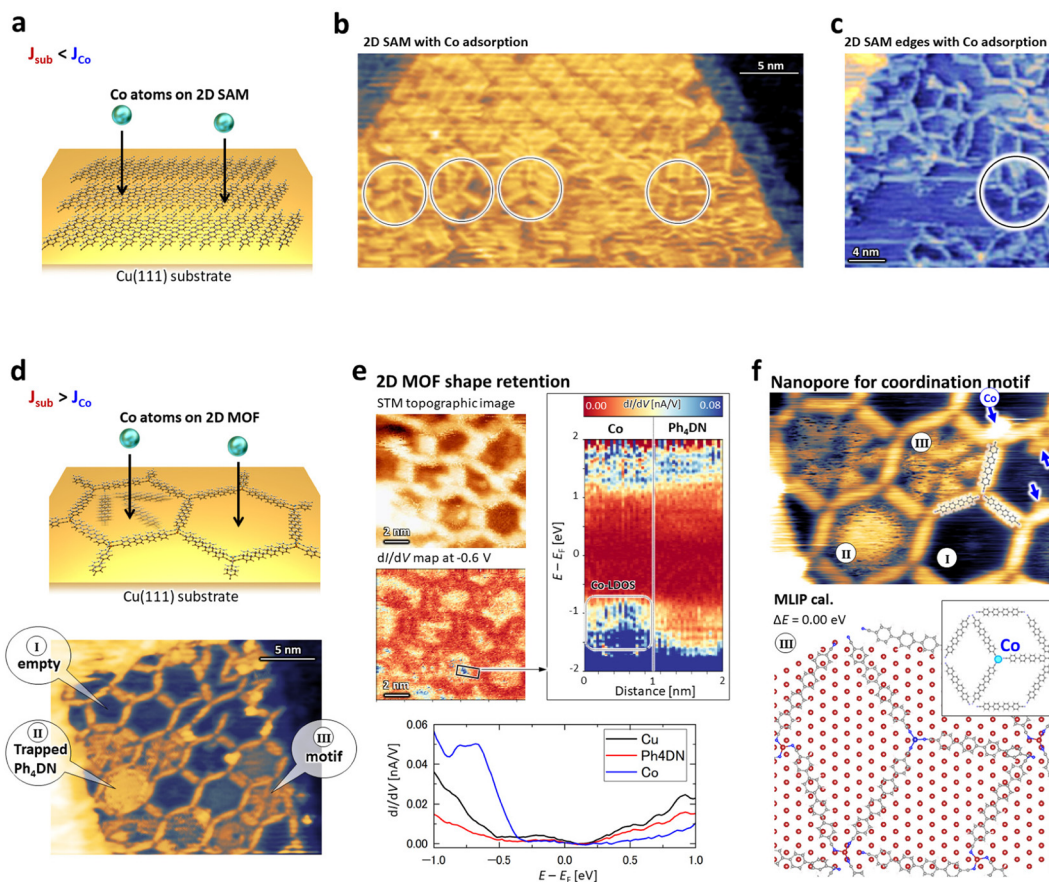 a
J_sub < J_Co
Co atoms on 2D SAM
Cu(111) substrate
b
2D SAM with Co adsorption
5 nm
c
2D SAM edges with Co adsorption
4 nm
d
J_sub > J_Co
Co atoms on 2D MOF
Cu(111) substrate
I
empty
II
Trapped
Ph₄DN
III
motif
5 nm
e
2D MOF shape retention
STM topographic image
2 nm
dI/dV map at -0.6 V
2 nm
0.00 dI/dV [nA/V] 0.08
Co Ph₄DN
2
1
0
-1
-2
E − E_F [eV]
Co-LDOS
0 1 0 1 2
Distance [nm]
0.06
0.04
0.02
0.00
dI/dV [nA/V]
Cu
Ph4DN
Co
−1.0 −0.5 0.0 0.5 1.0
E − E_F [eV]
f
Nanopore for coordination motif
Co
III
II
I
MLIP cal.
ΔE = 0.00 eV
III
Co